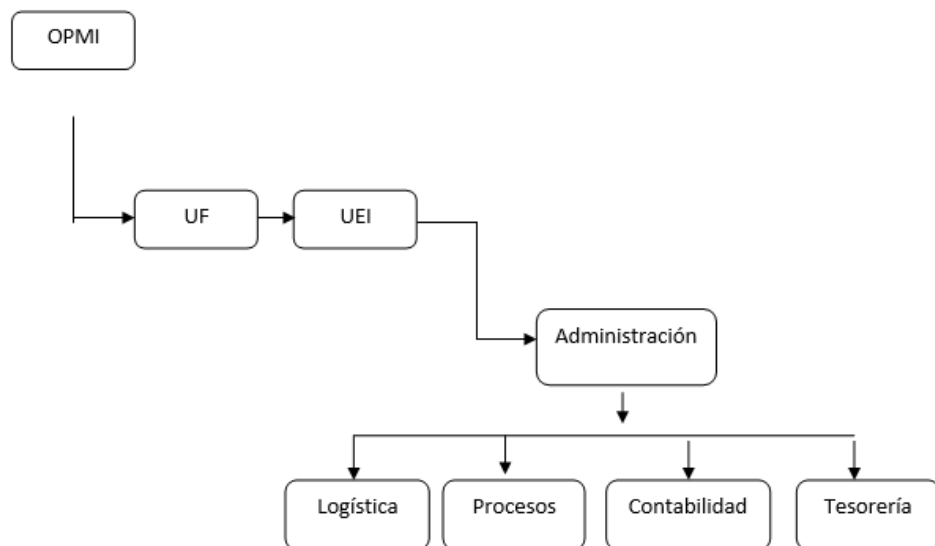 OPMI
UF
UEI
Administración
Logística
Procesos
Contabilidad
Tesorería